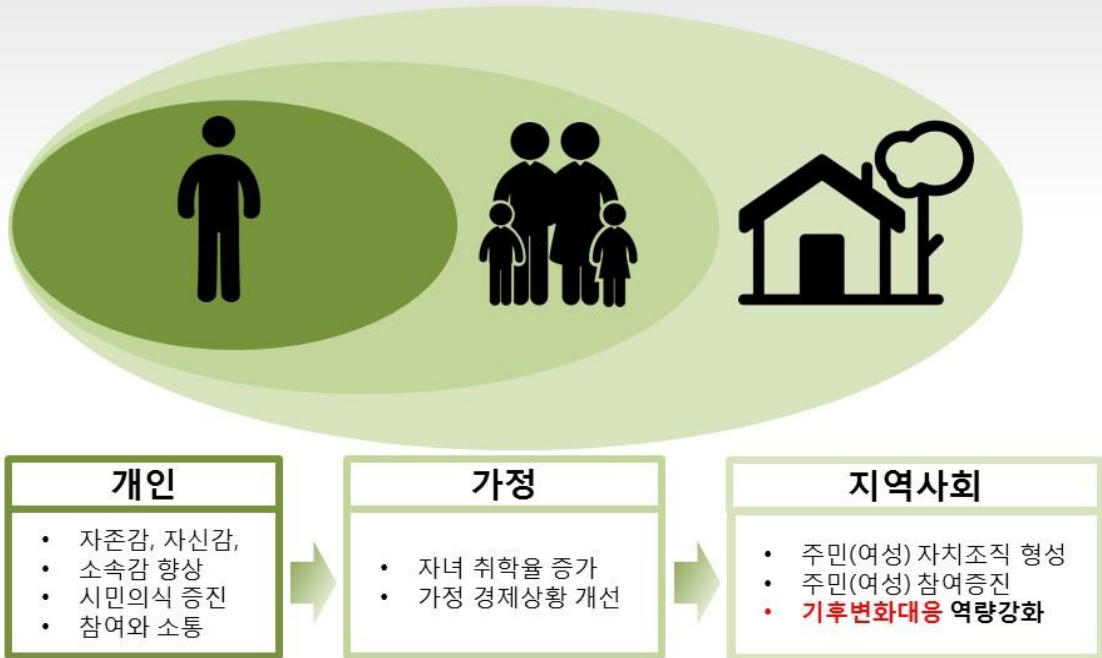 개인
• 자존감, 자신감,
• 소속감 향상
• 시민의식 증진
• 참여와 소통
가정
• 자녀 취학율 증가
• 가정 경제상황 개선
지역사회
• 주민(여성) 자치조직 형성
• 주민(여성) 참여증진
• 기후변화대응 역량강화